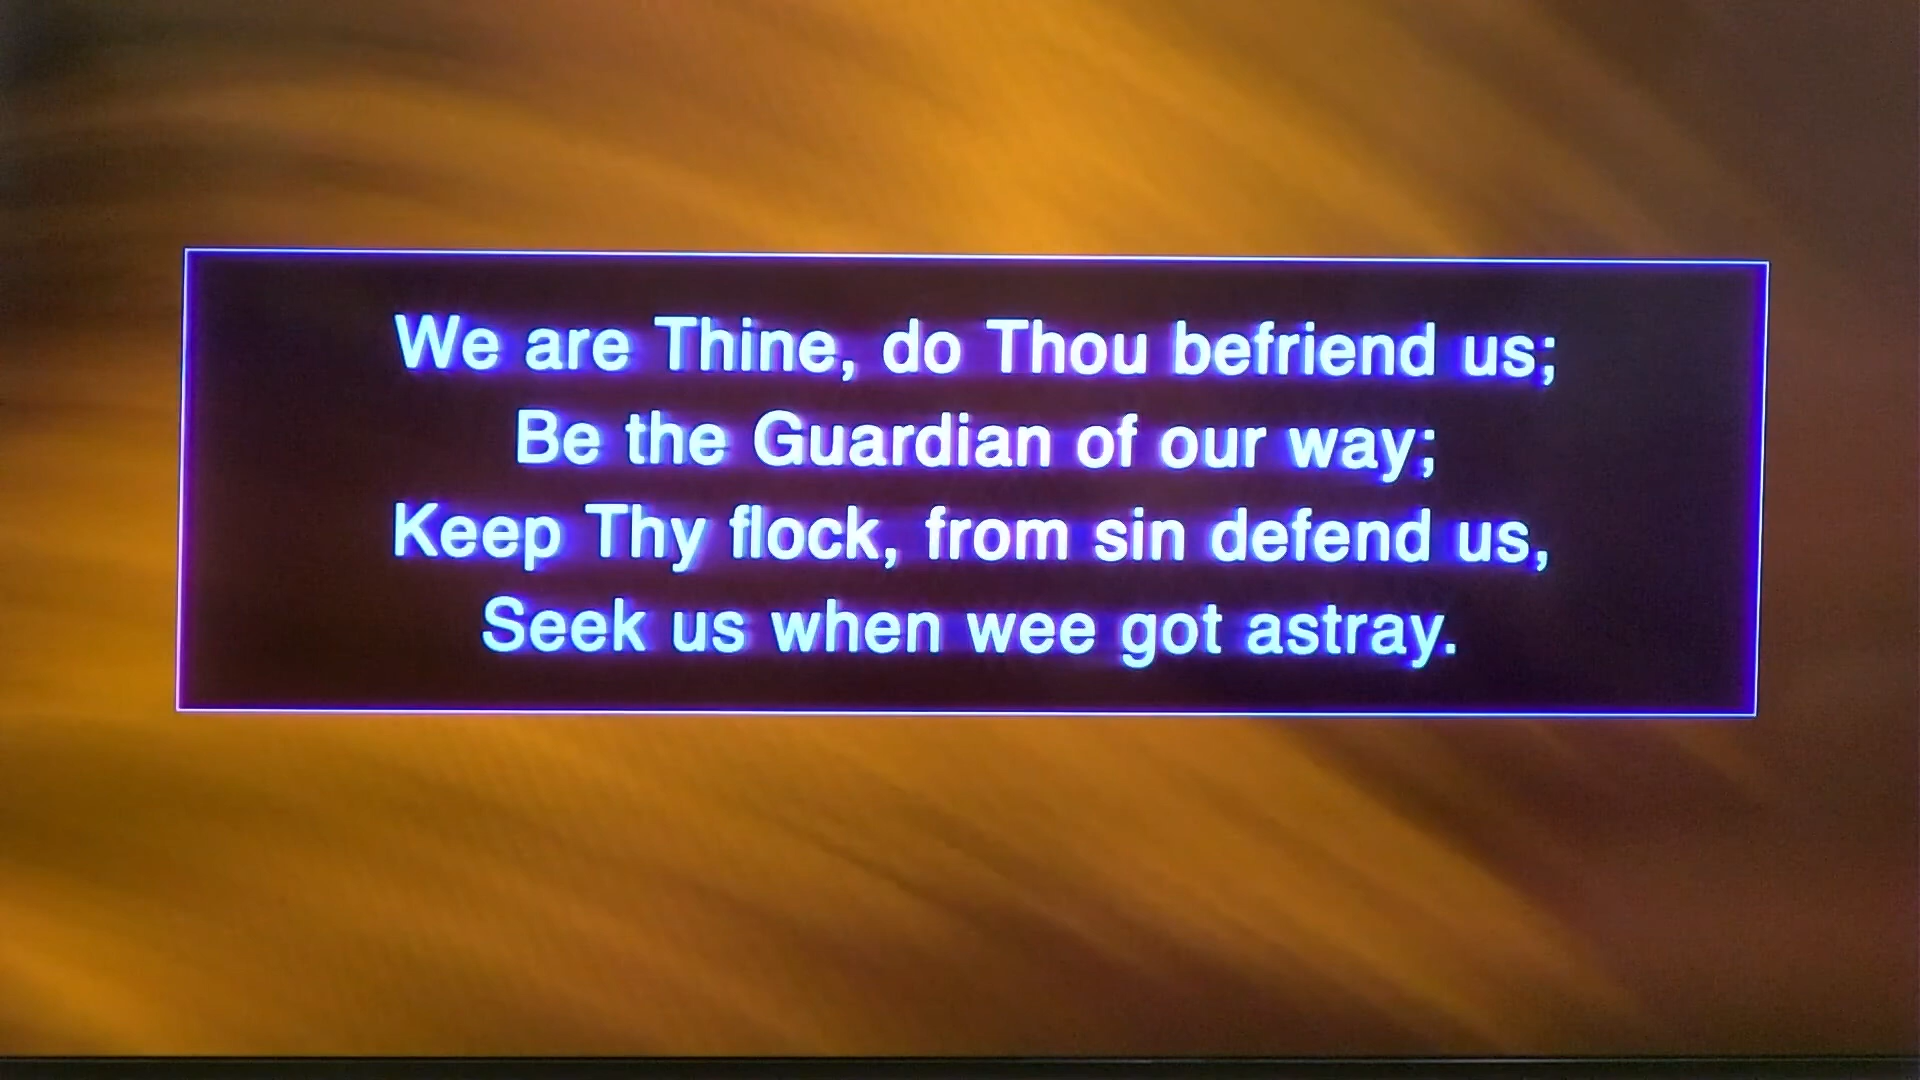 We are Thine, do Thou befriend us;
Be the Guardian of our way;
Keep Thy flock, from sin defend us,
Seek us when wee got astray.